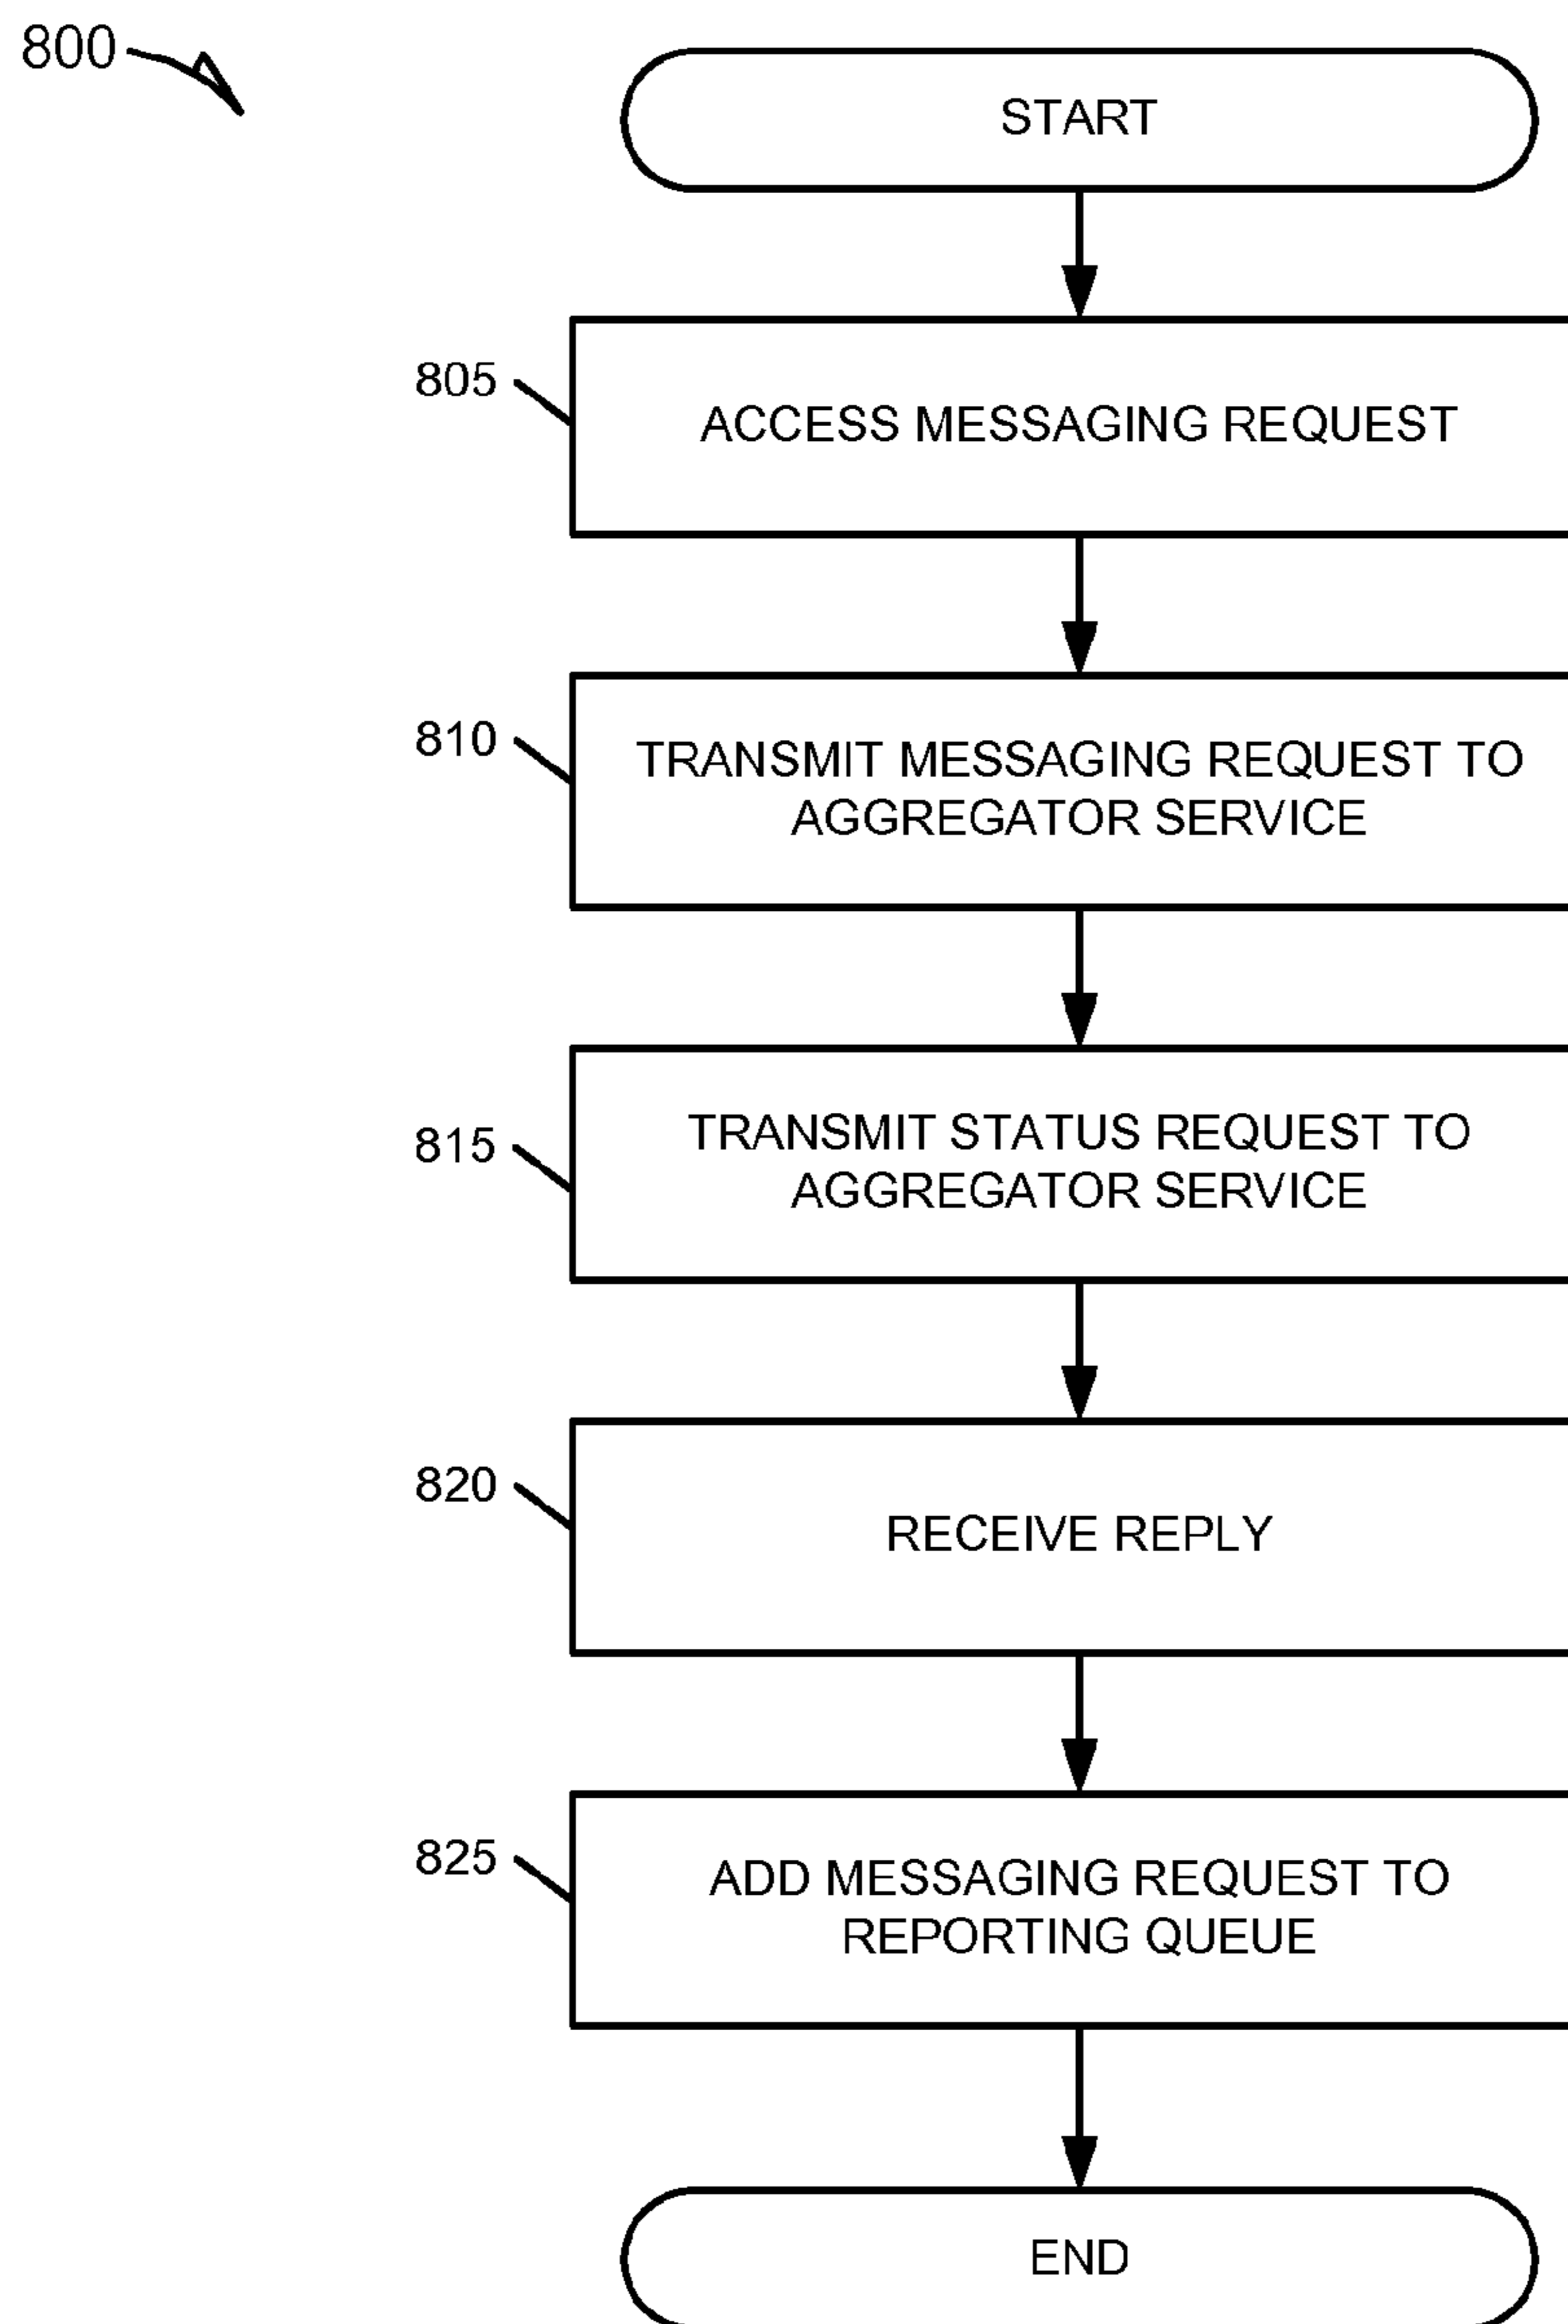 800
START
805
ACCESS MESSAGING REQUEST
810
TRANSMIT MESSAGING REQUEST TO
AGGREGATOR SERVICE
815
TRANSMIT STATUS REQUEST TO
AGGREGATOR SERVICE
820
RECEIVE REPLY
825
ADD MESSAGING REQUEST TO
REPORTING QUEUE
END